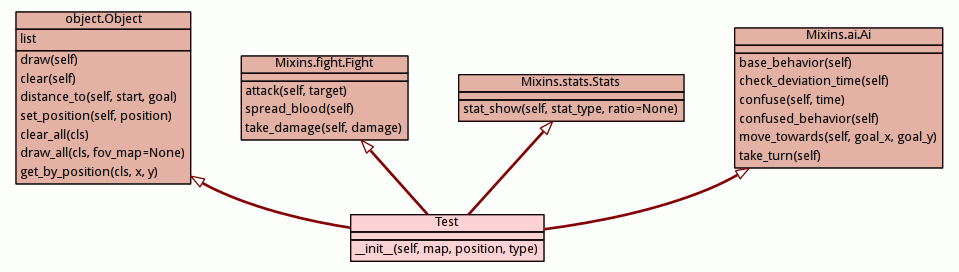 object.Object
list
draw(self)
clear(self)
distance_to(self, start, goal)
set_position(self, position)
clear_all(cls)
draw_all(cls, fov_map=None)
get_by_position(cls, x, y)
Mixins.fight.Fight
attack(self, target)
spread_blood(self)
take_damage(self, damage)
Mixins.stats.Stats
stat_show(self, stat_type, ratio=None)
Mixins.ai.Ai
base_behavior(self)
check_deviation_time(self)
confuse(self, time)
confused_behavior(self)
move_towards(self, goal_x, goal_y)
take_turn(self)
Test
__init__(self, map, position, type)